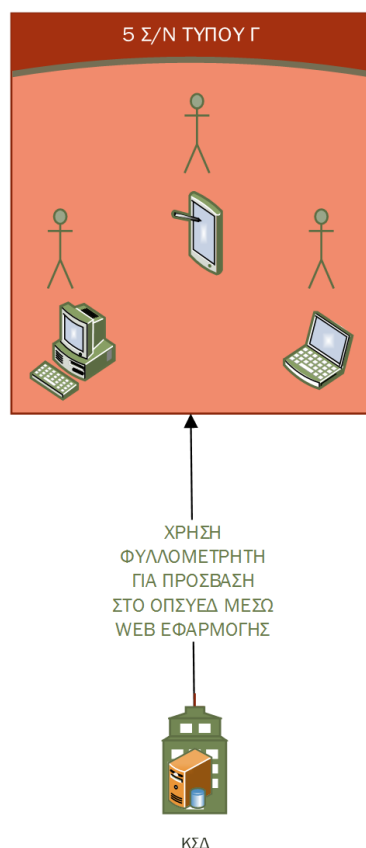 5 Σ/Ν ΤΥΠΟΥ Γ
ΧΡΗΣΗ
ΦΥΛΛΟΜΕΤΡΗΤΗ
ΓΙΑ ΠΡΟΣΒΑΣΗ
ΣΤΟ ΟΠΣΥΕΔ ΜΕΣΩ
WEB ΕΦΑΡΜΟΓΗΣ
ΚΣΔ